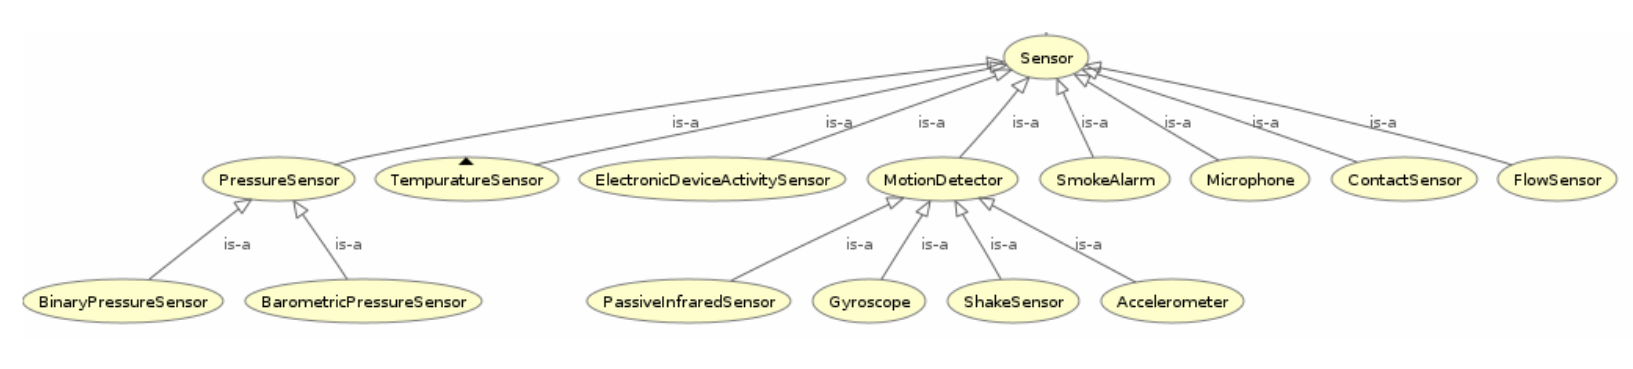 Sensor
is-a is-a is-a is-a is-a is-a is-a is-a
PressureSensor TempuratureSensor ElectronicDeviceActivitySensor MotionDetector SmokeAlarm Microphone ContactSensor FlowSensor
is-a is-a is-a is-a is-a is-a
BinaryPressureSensor BarometricPressureSensor PassiveInfraredSensor Gyroscope ShakeSensor Accelerometer